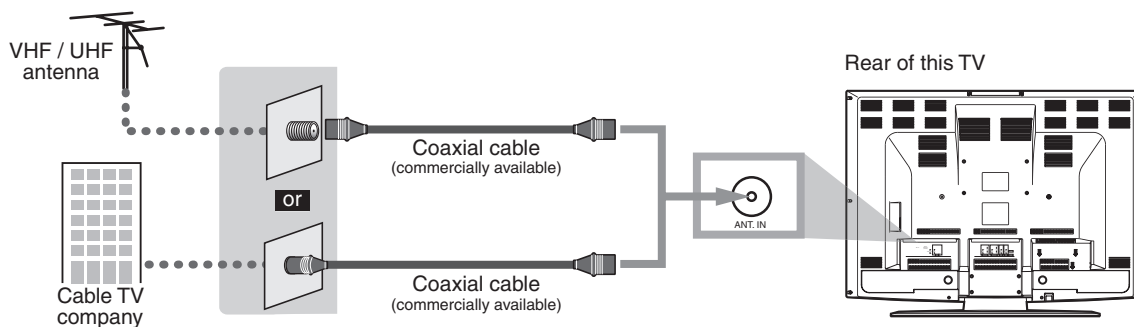 VHF / UHF
antenna
Rear of this TV
Coaxial cable
(commercially available)
or
ANT. IN
Cable TV
company
Coaxial cable
(commercially available)